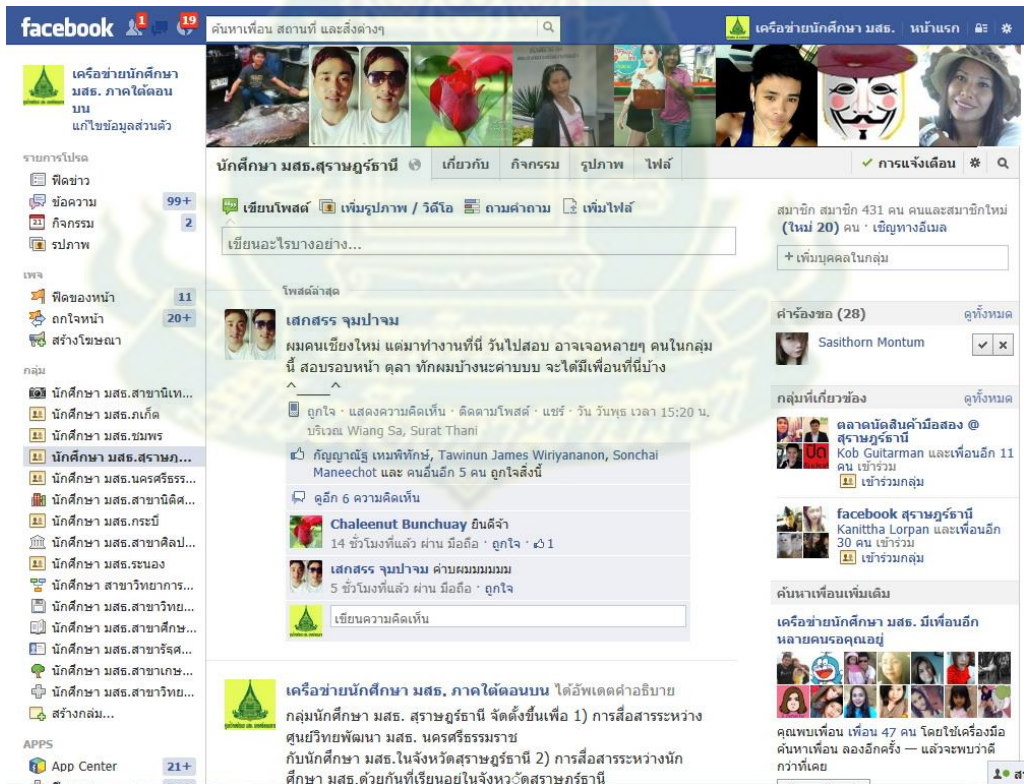 facebook
1
19
ค้นหาเพื่อน สถานที่ และสิ่งต่างๆ
เครือข่ายนักศึกษา มสธ.
หน้าแรก
เครือข่ายนักศึกษา
มสธ. ภาคใต้ตอน
บน
แก้ไขข้อมูลส่วนตัว
รายการโปรด
ฟีดข่าว
ข้อความ 99+
กิจกรรม 2
รูปภาพ
เพจ
ฟีดของหน้า 11
ถูกใจหน้า 20+
สร้างโฆษณา
กลุ่ม
นักศึกษา มสธ.สาขานิเท...
นักศึกษา มสธ.ภูเก็ต
นักศึกษา มสธ.ชุมพร
นักศึกษา มสธ.สุราษฎ...
นักศึกษา มสธ.นครศรีธรร...
นักศึกษา มสธ.สาขานิติศ...
นักศึกษา มสธ.กระบี่
นักศึกษา มสธ.สาขาศิลป...
นักศึกษา มสธ.ระนอง
นักศึกษา สาขาวิทยาการ...
นักศึกษา มสธ.สาขาวิทย...
นักศึกษา มสธ.สาขาศึกษ...
นักศึกษา มสธ.สาขารัฐศ...
นักศึกษา มสธ.สาขาเกษ...
นักศึกษา มสธ.สาขาวิทย...
สร้างกลุ่ม...
APPS
App Center 21+
นักศึกษา มสธ.สุราษฎร์ธานี
เกี่ยวกับ
กิจกรรม
รูปภาพ
ไฟล์
การแจ้งเตือน
เขียนโพสต์ เพิ่มรูปภาพ / วิดีโอ ถามคำถาม เพิ่มไฟล์
เขียนอะไรบางอย่าง...
โพสต์ล่าสุด
เสกสรร จุมปาจม
ผมคนเชียงใหม่ แต่มาทำงานที่นี่ วันไปสอบ อาจเจอหลายๆ คนในกลุ่ม
นี้ สอบรอบหน้า ตุลา ทักผมบ้างนะค่าบบบ จะได้มีเพื่อนที่นี่บ้าง
^____^
ถูกใจ · แสดงความคิดเห็น · ติดตามโพสต์ · แชร์ · วัน วันพุธ เวลา 15:20 น.
บริเวณ Wiang Sa, Surat Thani
กัญญาณัฐ เหมพิทักษ์, Tawinun James Wiriyananon, Sonchai
Maneechot และ คนอื่นอีก 5 คน ถูกใจสิ่งนี้
ดูอีก 6 ความคิดเห็น
Chaleenut Bunchuay ยินดีจ้า
14 ชั่วโมงที่แล้ว ผ่าน มือถือ · ถูกใจ · 1
เสกสรร จุมปาจม ค่าบผมมมมมม
5 ชั่วโมงที่แล้ว ผ่าน มือถือ · ถูกใจ
เขียนความคิดเห็น
เครือข่ายนักศึกษา มสธ. ภาคใต้ตอนบน ได้อัพเดตคำอธิบาย
กลุ่มนักศึกษา มสธ. สุราษฎร์ธานี จัดตั้งขึ้นเพื่อ 1) การสื่อสารระหว่าง
ศูนย์วิทยพัฒนา มสธ. นครศรีธรรมราช
กับนักศึกษา มสธ.ในจังหวัดสุราษฎร์ธานี 2) การสื่อสารระหว่างนัก
ศึกษา มสธ.ด้วยกันที่เรียนอยู่ในจังหวัดสุราษฎร์ธานี
สมาชิก สมาชิก 431 คน คนและสมาชิกใหม่
(ใหม่ 20) คน · เชิญทางอีเมล
+ เพิ่มบุคคลในกลุ่ม
คำร้องขอ (28) ดูทั้งหมด
Sasithorn Montum
กลุ่มที่เกี่ยวข้อง ดูทั้งหมด
ตลาดนัดสินค้ามือสอง @
สุราษฎร์ธานี
Kob Guitarman และเพื่อนอีก 11
คน เข้าร่วม
เข้าร่วมกลุ่ม
facebook สุราษฎร์ธานี
Kanittha Lorpan และเพื่อนอีก
30 คน เข้าร่วม
เข้าร่วมกลุ่ม
ค้นหาเพื่อนเพิ่มเติม
เครือข่ายนักศึกษา มสธ. มีเพื่อนอีก
หลายคนรอคุณอยู่
คุณพบเพื่อน เพื่อน 47 คน โดยใช้เครื่องมือ
ค้นหาเพื่อน ลองอีกครั้ง — แล้วจะพบว่าดี
กว่าที่เคย